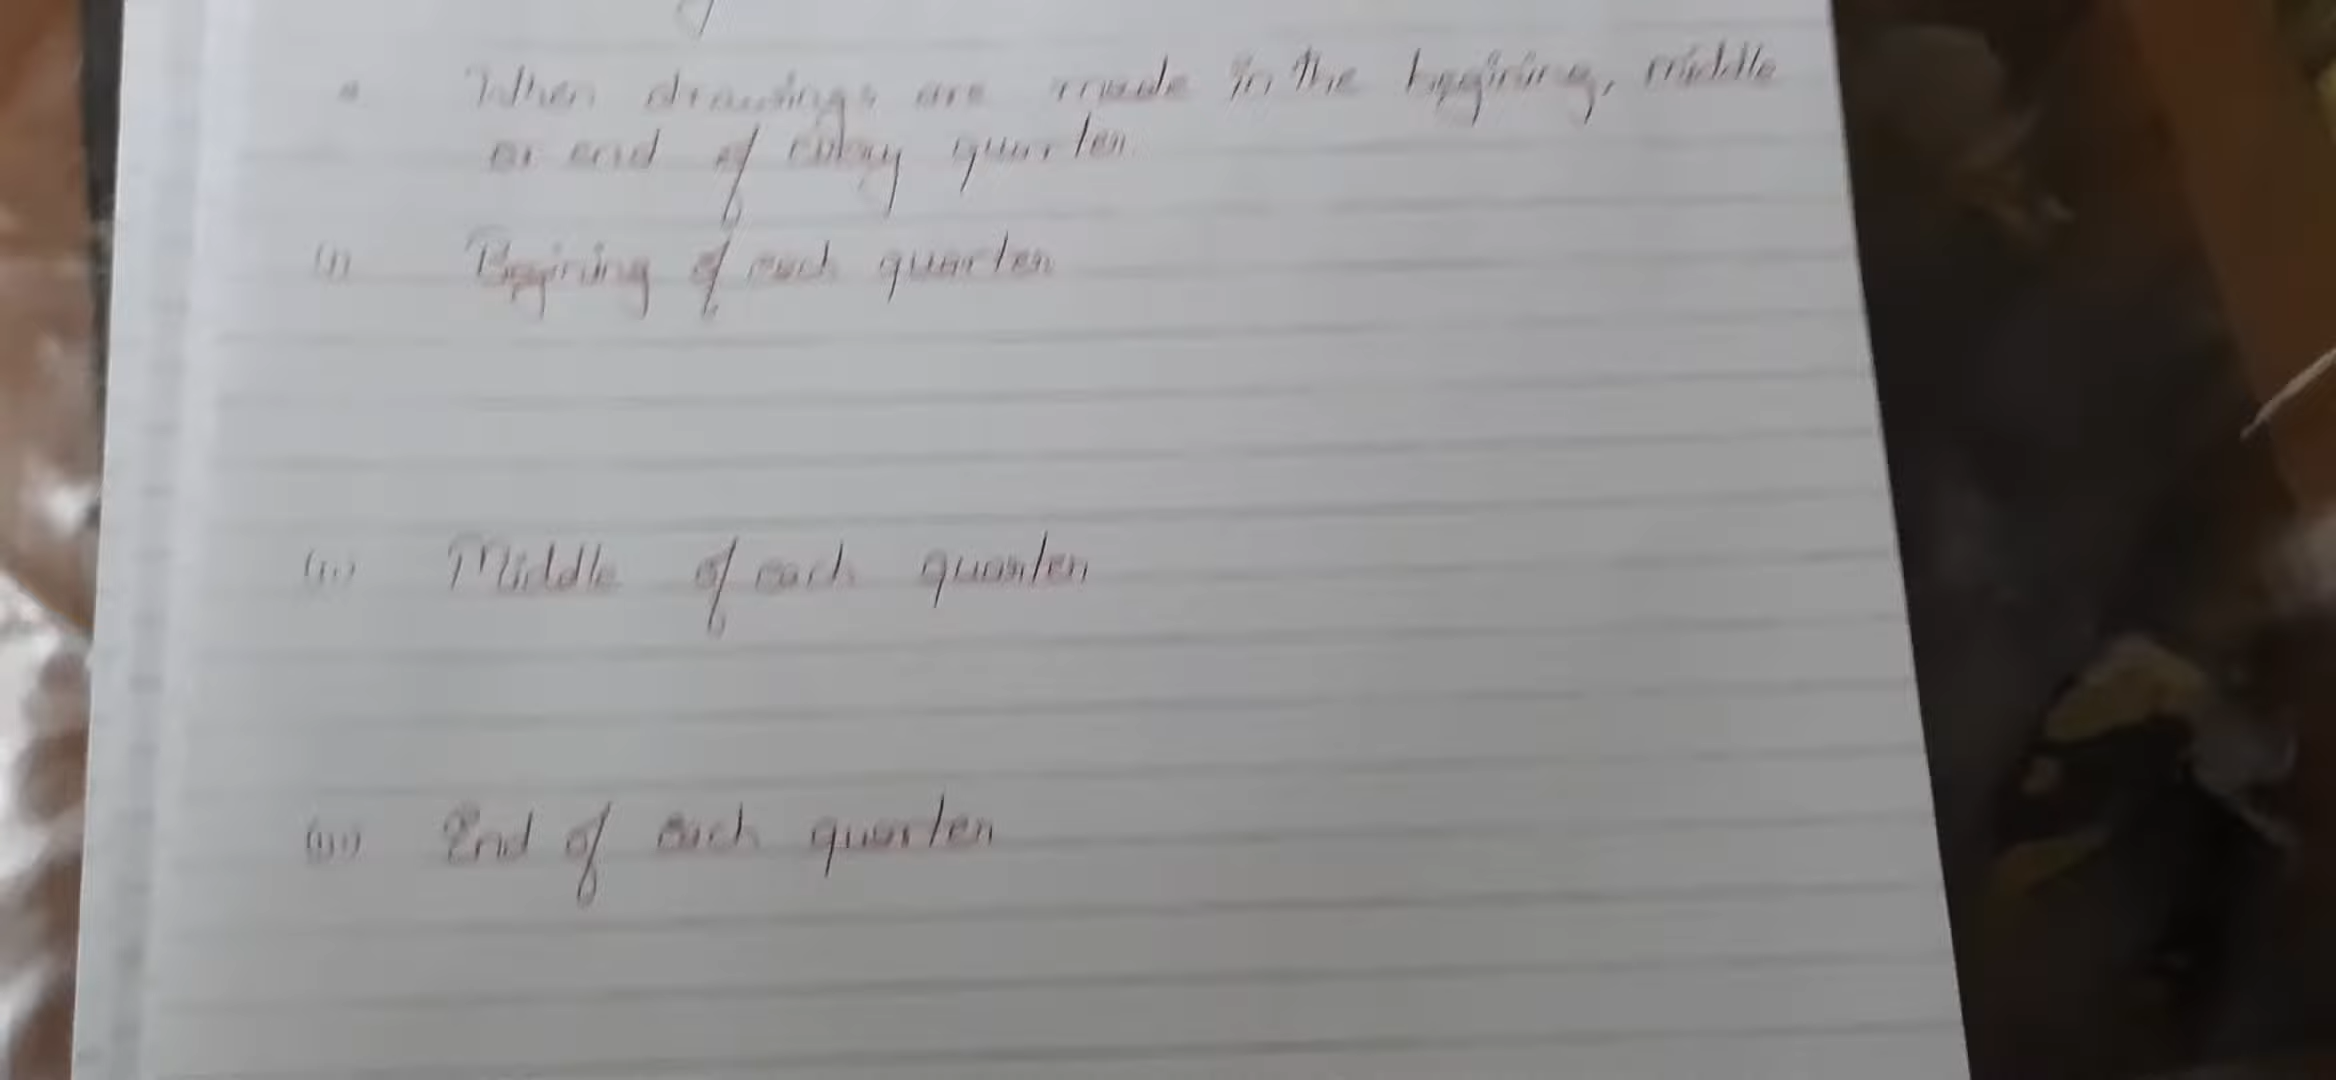 When drawings are made in the begining, middle
or end of every quarter
(i) Begining of each quarter
(ii) Middle of each quarter
(iii) End of each quarter